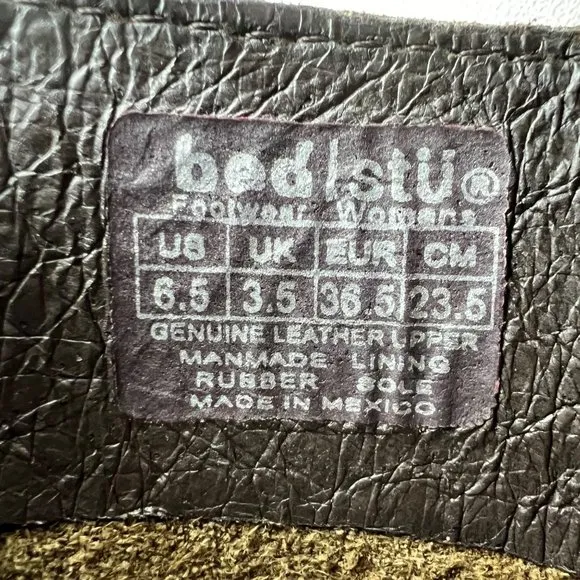 bed|stü®
Footwear Womens
US UK EUR CM
6.5 3.5 36.5 23.5
GENUINE LEATHER UPPER
MANMADE LINING
RUBBER SOLE
MADE IN MEXICO